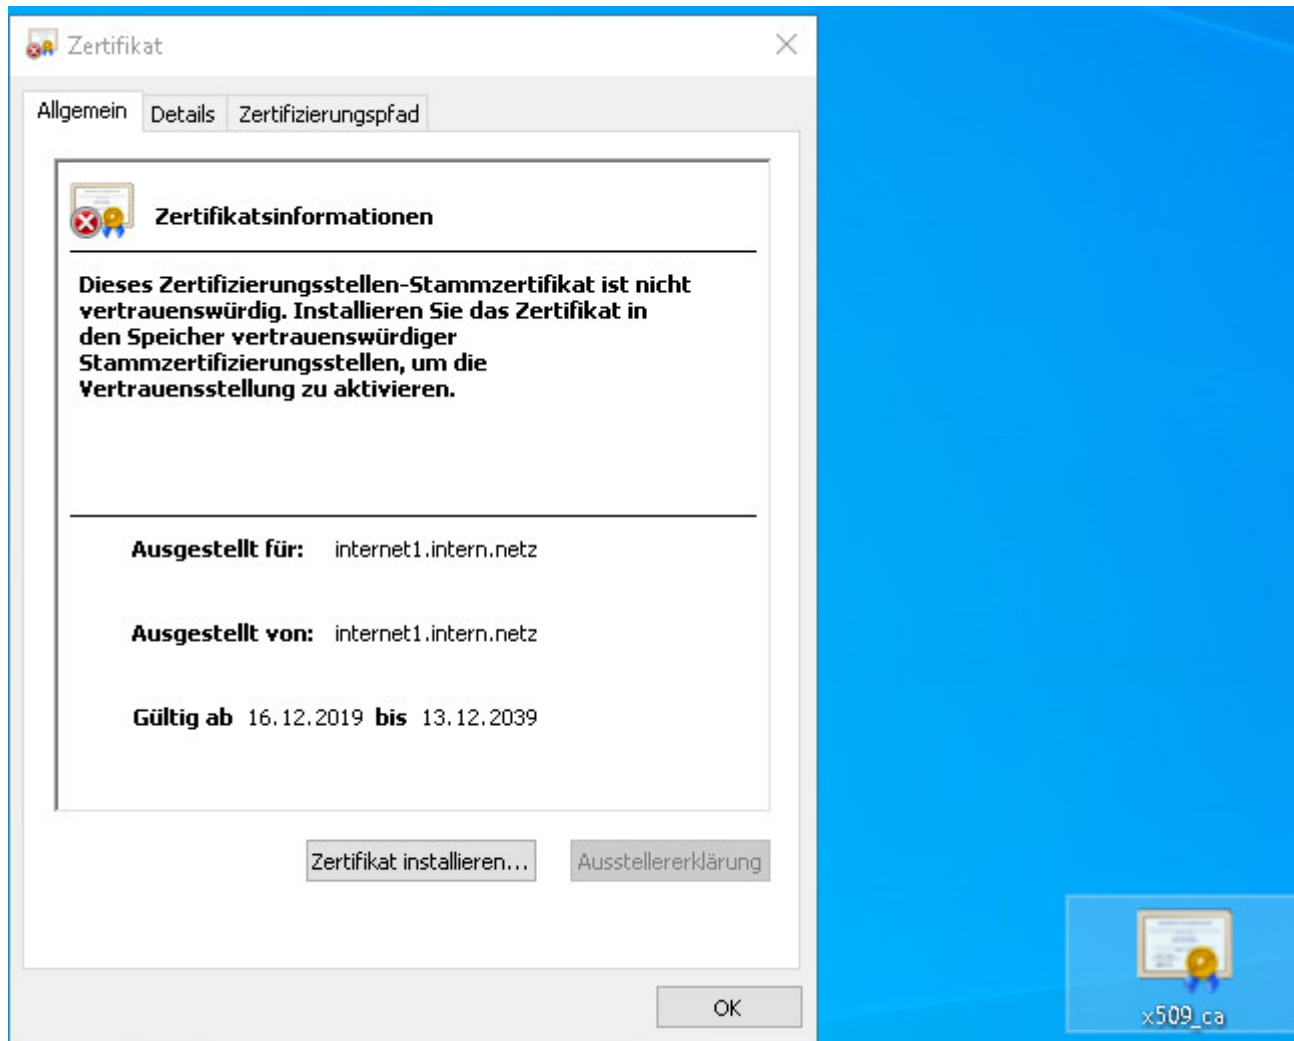 Zertifikat
Allgemein Details Zertifizierungspfad
Zertifikatsinformationen
Dieses Zertifizierungsstellen-Stammzertifikat ist nicht
vertrauenswürdig. Installieren Sie das Zertifikat in
den Speicher vertrauenswürdiger
Stammzertifizierungsstellen, um die
Vertrauensstellung zu aktivieren.
Ausgestellt für: internet1.intern.netz
Ausgestellt von: internet1.intern.netz
Gültig ab 16.12.2019 bis 13.12.2039
Zertifikat installieren... Ausstellererklärung
OK
x509_ca